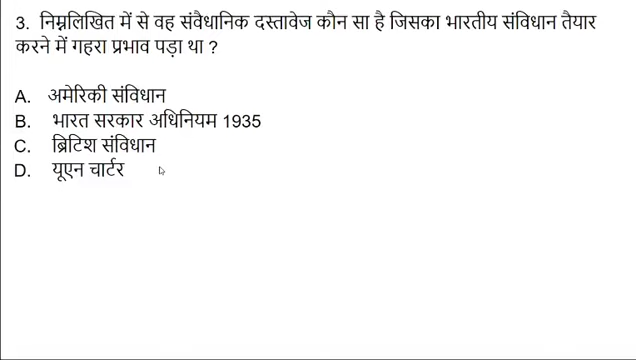 3. निम्नलिखित में से वह संवैधानिक दस्तावेज कौन सा है जिसका भारतीय संविधान तैयार
करने में गहरा प्रभाव पड़ा था ?
A. अमेरिकी संविधान
B. भारत सरकार अधिनियम 1935
C. ब्रिटिश संविधान
D. यूएन चार्टर